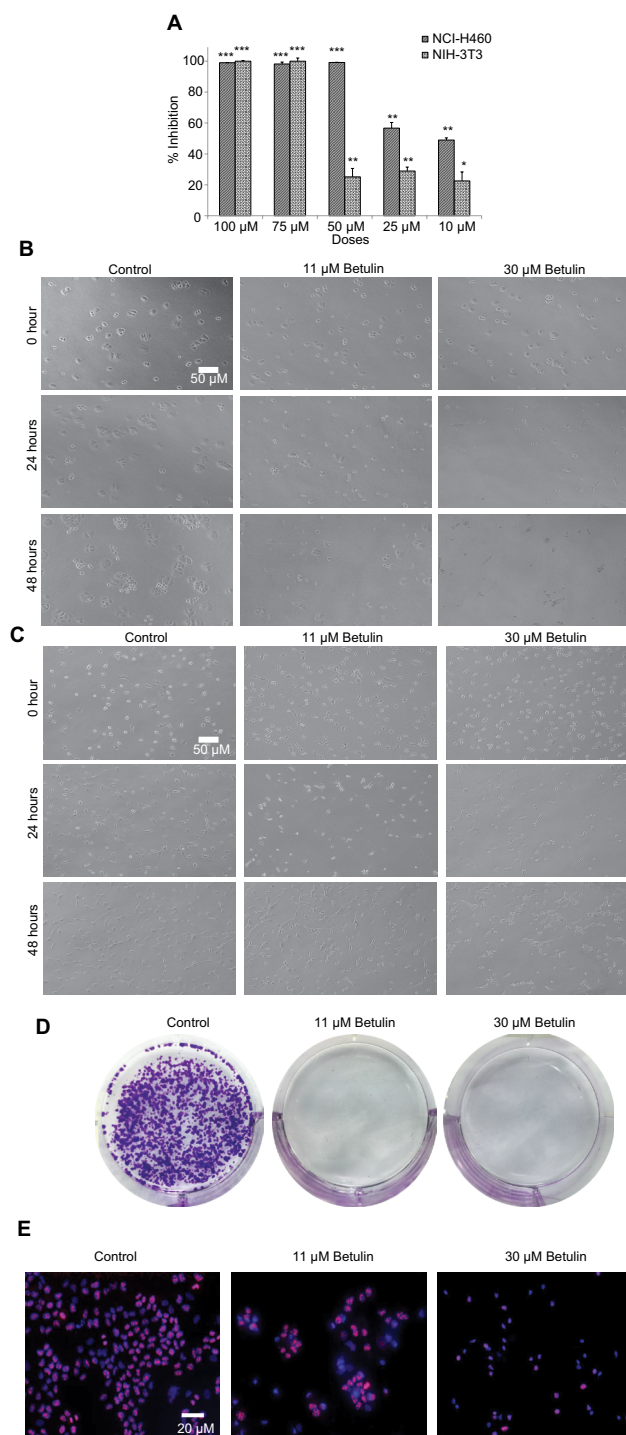 A
NCI-H460
NIH-3T3
% Inhibition
100
80
60
40
20
0
*** ***
*** ***
***
**
**
**
**
*
100 µM 75 µM 50 µM 25 µM 10 µM
Doses
B
Control 11 µM Betulin 30 µM Betulin
0 hour
50 µM
24 hours
48 hours
C
Control 11 µM Betulin 30 µM Betulin
0 hour
50 µM
24 hours
48 hours
D
Control 11 µM Betulin 30 µM Betulin
E
Control 11 µM Betulin 30 µM Betulin
20 µM